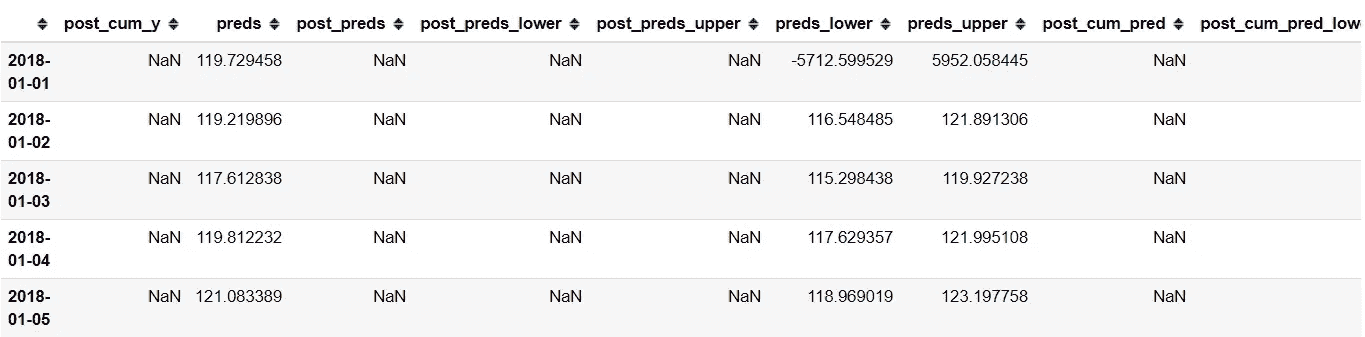 post_cum_y preds post_preds post_preds_lower post_preds_upper preds_lower preds_upper post_cum_pred post_cum_pred_lowe
2018-01-01 NaN 119.729458 NaN NaN NaN -5712.599529 5952.058445 NaN
2018-01-02 NaN 119.219896 NaN NaN NaN 116.548485 121.891306 NaN
2018-01-03 NaN 117.612838 NaN NaN NaN 115.298438 119.927238 NaN
2018-01-04 NaN 119.812232 NaN NaN NaN 117.629357 121.995108 NaN
2018-01-05 NaN 121.083389 NaN NaN NaN 118.969019 123.197758 NaN